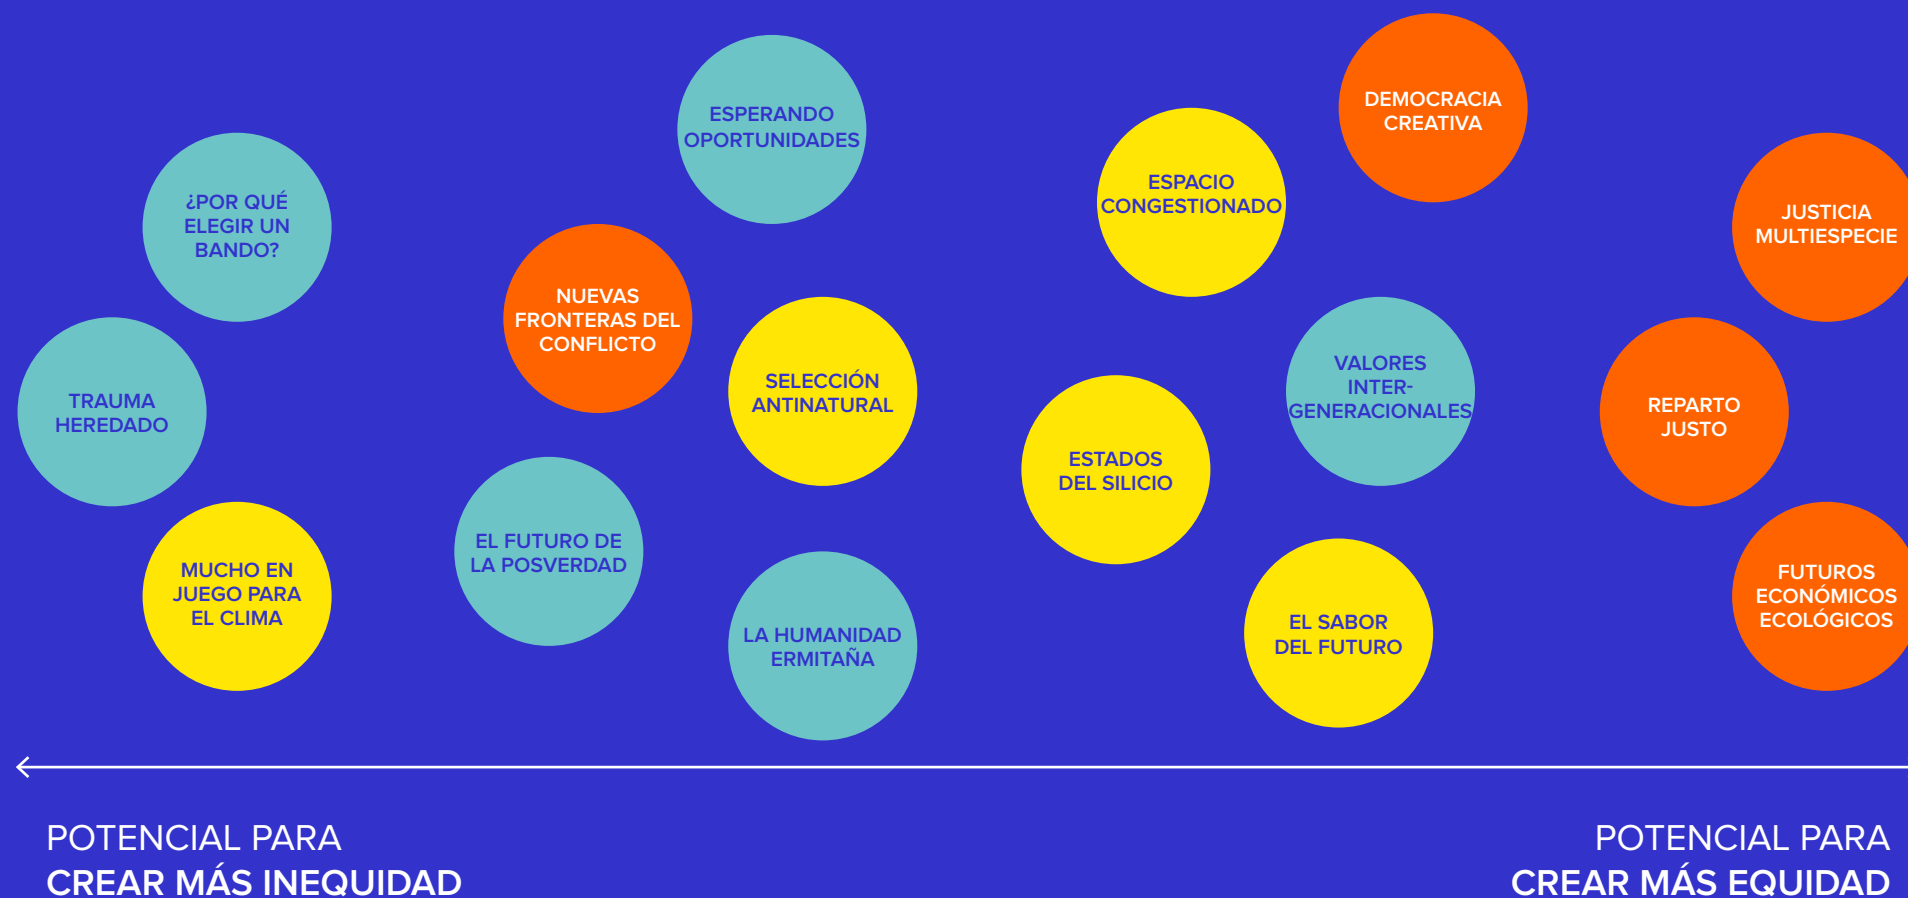 ¿POR QUÉ
ELEGIR UN
BANDO?
TRAUMA
HEREDADO
MUCHO EN
JUEGO PARA
EL CLIMA
NUEVAS
FRONTERAS DEL
CONFLICTO
EL FUTURO DE
LA POSVERDAD
ESPERANDO
OPORTUNIDADES
SELECCIÓN
ANTINATURAL
LA HUMANIDAD
ERMITAÑA
ESPACIO
CONGESTIONADO
ESTADOS
DEL SILICIO
DEMOCRACIA
CREATIVA
VALORES
INTER-
GENERACIONALES
EL SABOR
DEL FUTURO
JUSTICIA
MULTIESPECIE
REPARTO
JUSTO
FUTUROS
ECONÓMICOS
ECOLÓGICOS
POTENCIAL PARA
CREAR MÁS INEQUIDAD
POTENCIAL PARA
CREAR MÁS EQUIDAD